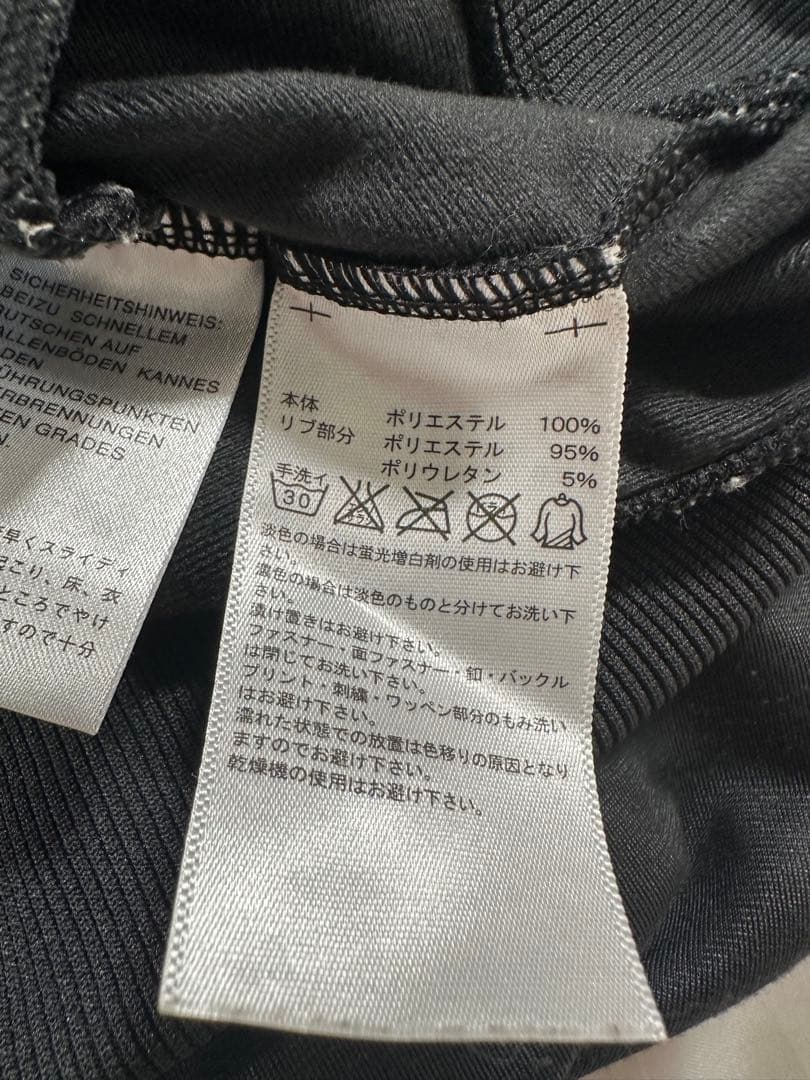 SICHERHEITSHINWEIS:
BEIZU SCHNELLEM
RUTSCHEN AUF
HALLENBÖDEN KANNES
DEN
ÜHRUNGSPUNKTEN
ERBRENNUNGEN
EN GRADES
N.
早くスライディ
起こり、床、衣
ところでやけ
すので十分
本体 ポリエステル 100%
リブ部分 ポリエステル 95%
ポリウレタン 5%
手洗イ
30
淡色の場合は蛍光増白剤の使用はお避け下
さい。
濃色の場合は淡色のものと分けてお洗い下
さい。
漬け置きはお避け下さい。
ファスナー・面ファスナー・釦・バックル
は閉じてお洗い下さい。
プリント・刺繍・ワッペン部分のもみ洗い
はお避け下さい。
濡れた状態での放置は色移りの原因となり
ますのでお避け下さい。
乾燥機の使用はお避け下さい。